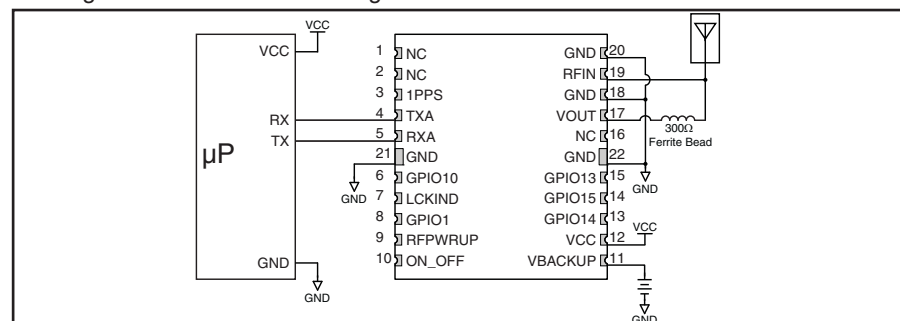 VCC
VCC
RX
TX
µP
GND
GND
1 NC
2 NC
3 1PPS
4 TXA
5 RXA
21 GND
GND
6 GPIO10
7 LCKIND
8 GPIO1
9 RFPWRUP
10 ON_OFF
GND 20
RFIN 19
GND 18
VOUT 17
NC 16
GND 22
GPIO13 15
GPIO15 14
GPIO14 13
VCC 12
VBACKUP 11
300Ω
Ferrite Bead
GND
VCC
GND